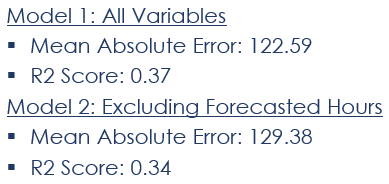 Model 1: All Variables
▪ Mean Absolute Error: 122.59
▪ R2 Score: 0.37
Model 2: Excluding Forecasted Hours
▪ Mean Absolute Error: 129.38
▪ R2 Score: 0.34